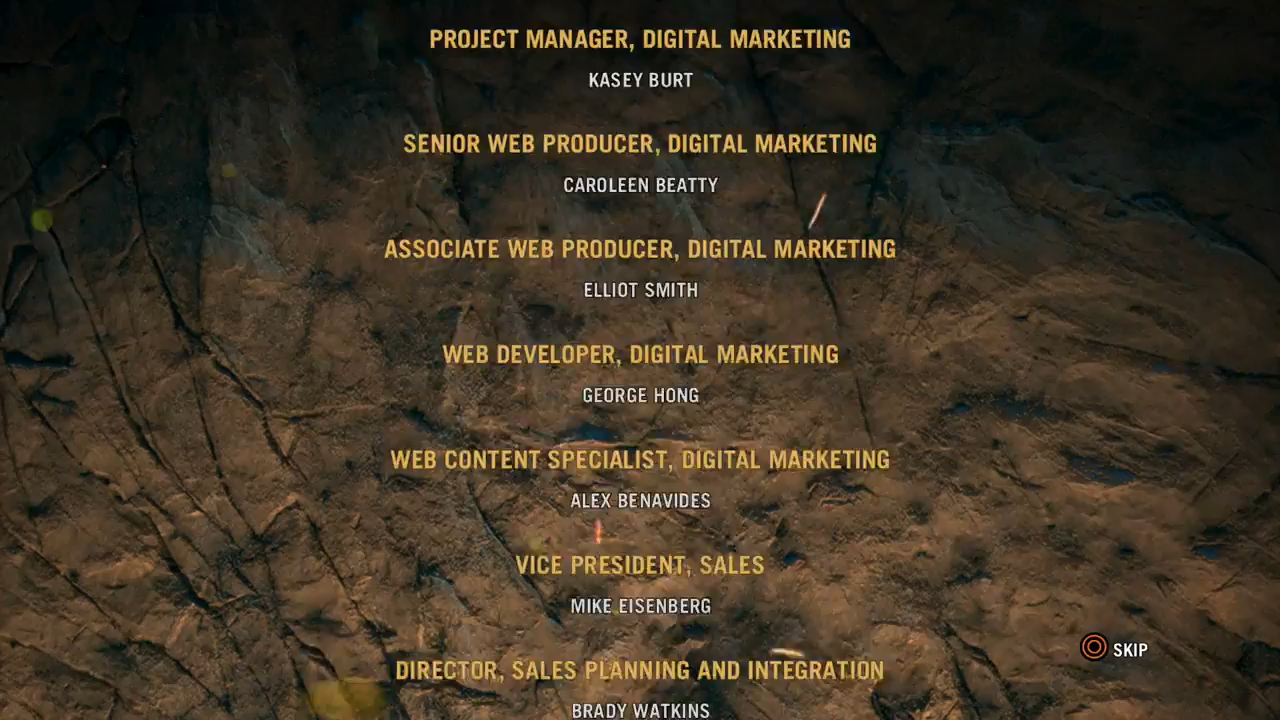 PROJECT MANAGER, DIGITAL MARKETING
KASEY BURT
SENIOR WEB PRODUCER, DIGITAL MARKETING
CAROLEEN BEATTY
ASSOCIATE WEB PRODUCER, DIGITAL MARKETING
ELLIOT SMITH
WEB DEVELOPER, DIGITAL MARKETING
GEORGE HONG
WEB CONTENT SPECIALIST, DIGITAL MARKETING
ALEX BENAVIDES
VICE PRESIDENT, SALES
MIKE EISENBERG
SKIP
DIRECTOR, SALES PLANNING AND INTEGRATION
BRADY WATKINS